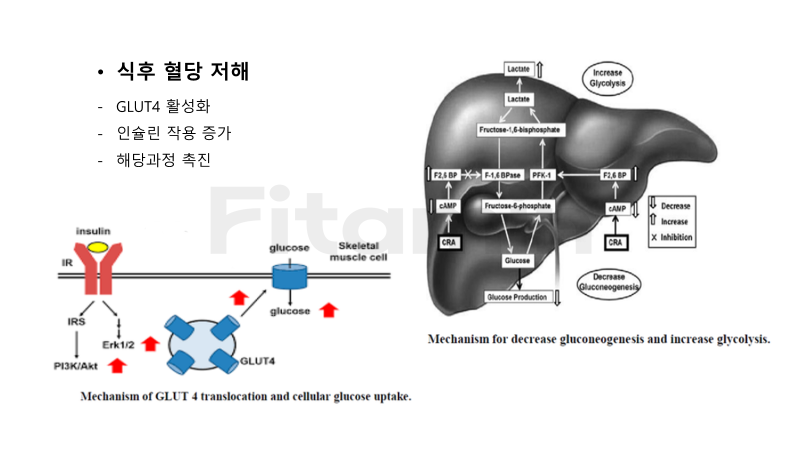 • 식후 혈당 저해
- GLUT4 활성화
- 인슐린 작용 증가
- 해당과정 촉진
insulin
IR
IRS
Erk1/2
PI3K/Akt
glucose
Skeletal
muscle cell
glucose
GLUT4
Mechanism of GLUT 4 translocation and cellular glucose uptake.
Lactate
Increase
Glycolysis
Lactate
Fructose-1,6-bisphosphate
F2,6 BP
F-1,6 BPase
PFK-1
F2,6 BP
cAMP
Fructose-6-phosphate
cAMP
Decrease
Increase
X Inhibition
CRA
CRA
Glucose
Decrease
Gluconeogenesis
Glucose Production
Mechanism for decrease gluconeogenesis and increase glycolysis.